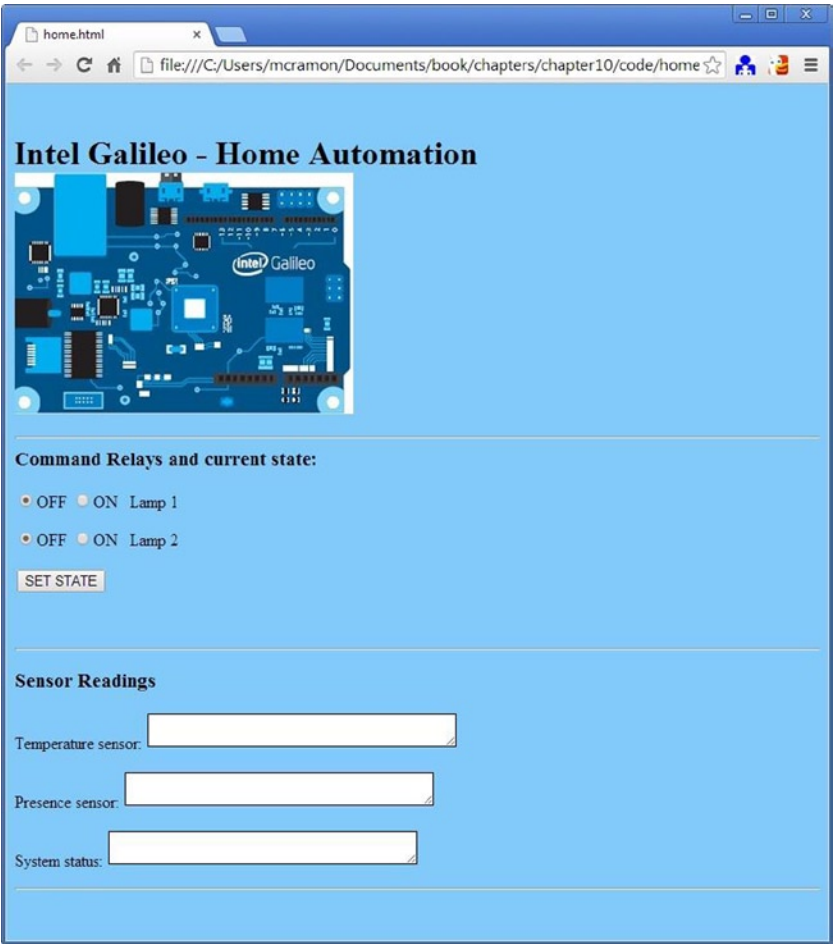 home.html
file:///C:/Users/mcramon/Documents/book/chapters/chapter10/code/home
Intel Galileo - Home Automation
intel Galileo
Command Relays and current state:
OFF ON Lamp 1
OFF ON Lamp 2
SET STATE
Sensor Readings
Temperature sensor:
Presence sensor:
System status: